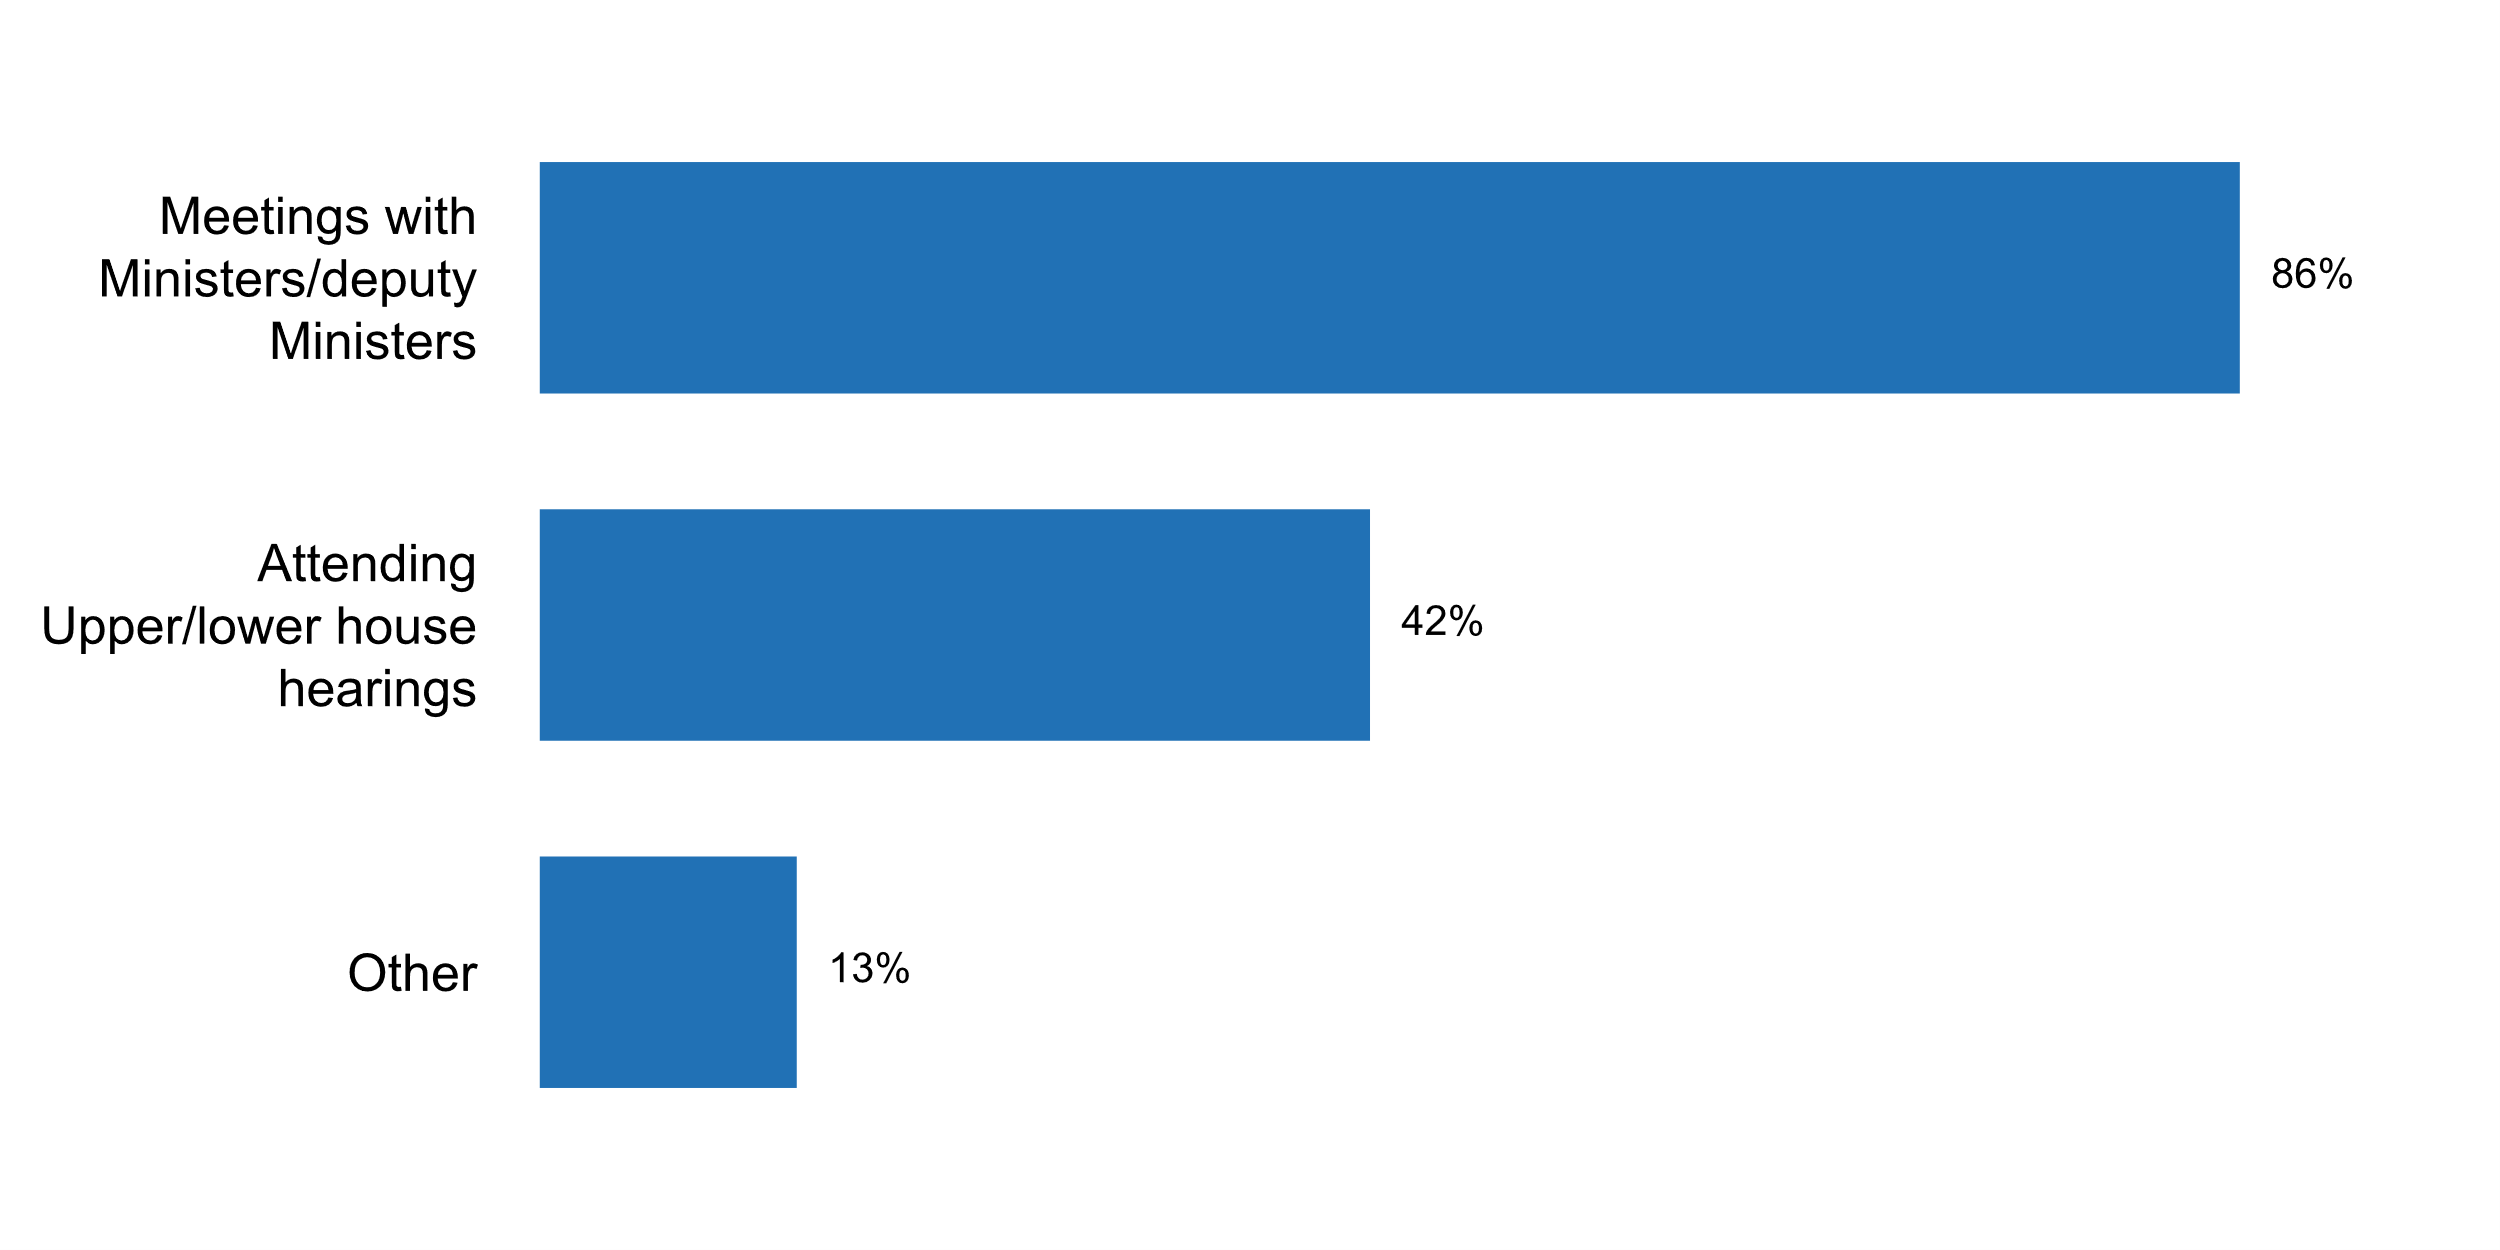 Meetings with
Ministers/deputy
Ministers
86%
Attending
Upper/lower house
hearings
42%
Other
13%